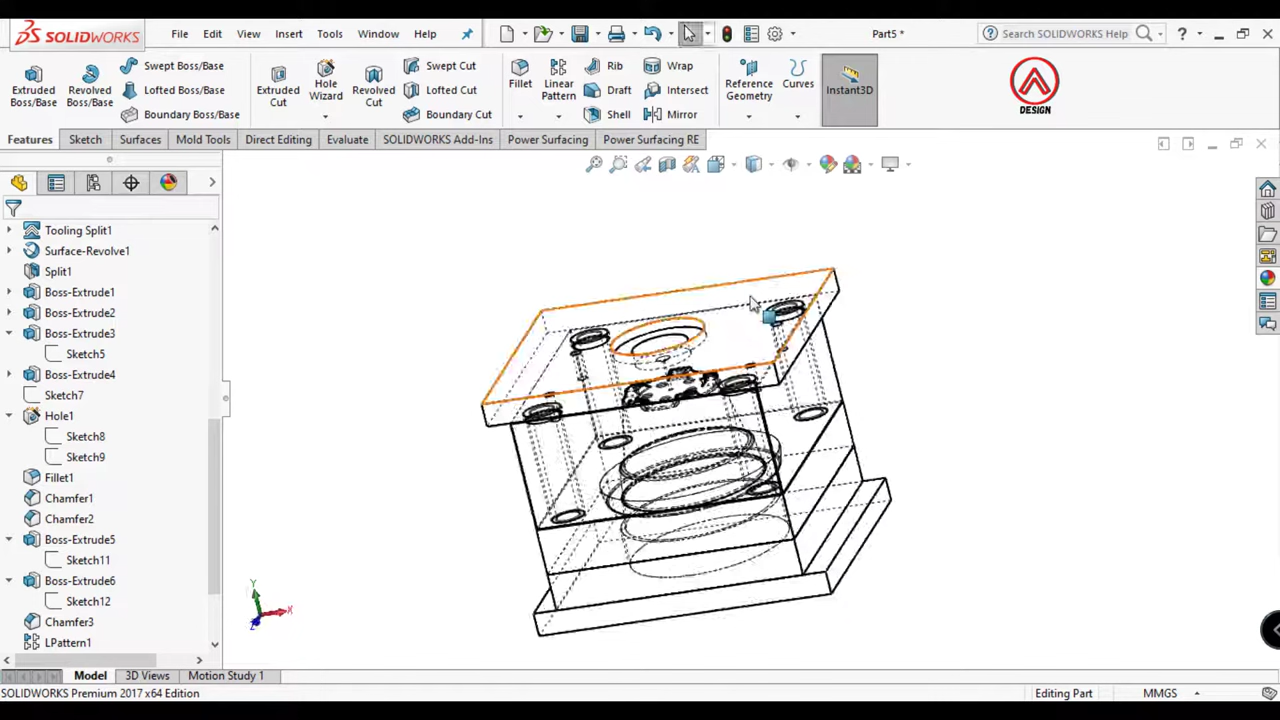 SOLIDWORKS File Edit View Insert Tools Window Help Part5 * Search SOLIDWORKS Help ?
Extruded Boss/Base
Revolved Boss/Base
Swept Boss/Base
Lofted Boss/Base
Boundary Boss/Base
Extruded Cut
Hole Wizard
Revolved Cut
Swept Cut
Lofted Cut
Boundary Cut
Fillet
Linear Pattern
Rib
Draft
Shell
Wrap
Intersect
Mirror
Reference Geometry
Curves
Instant3D
DESIGN
Features Sketch Surfaces Mold Tools Direct Editing Evaluate SOLIDWORKS Add-Ins Power Surfacing Power Surfacing RE
Tooling Split1
Surface-Revolve1
Split1
Boss-Extrude1
Boss-Extrude2
Boss-Extrude3
Sketch5
Boss-Extrude4
Sketch7
Hole1
Sketch8
Sketch9
Fillet1
Chamfer1
Chamfer2
Boss-Extrude5
Sketch11
Boss-Extrude6
Sketch12
Chamfer3
LPattern1
Y
X
Z
Model 3D Views Motion Study 1
SOLIDWORKS Premium 2017 x64 Edition Editing Part MMGS